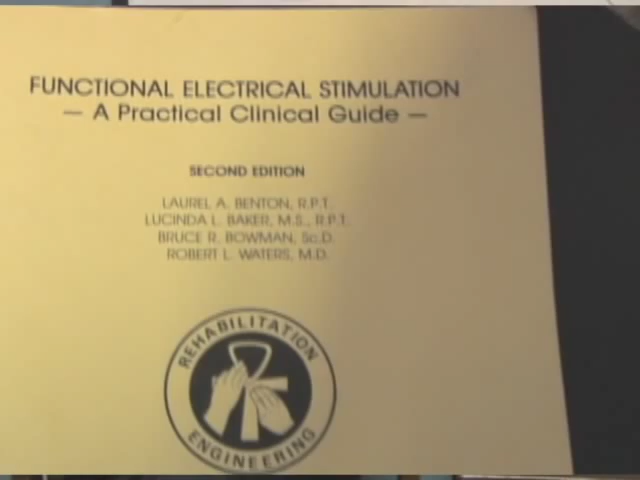 FUNCTIONAL ELECTRICAL STIMULATION
— A Practical Clinical Guide —
SECOND EDITION
LAUREL A. BENTON, R.P.T.
LUCINDA L. BAKER, M.S., R.P.T.
BRUCE R. BOWMAN, Sc.D.
ROBERT L. WATERS, M.D.
REHABILITATION
ENGINEERING